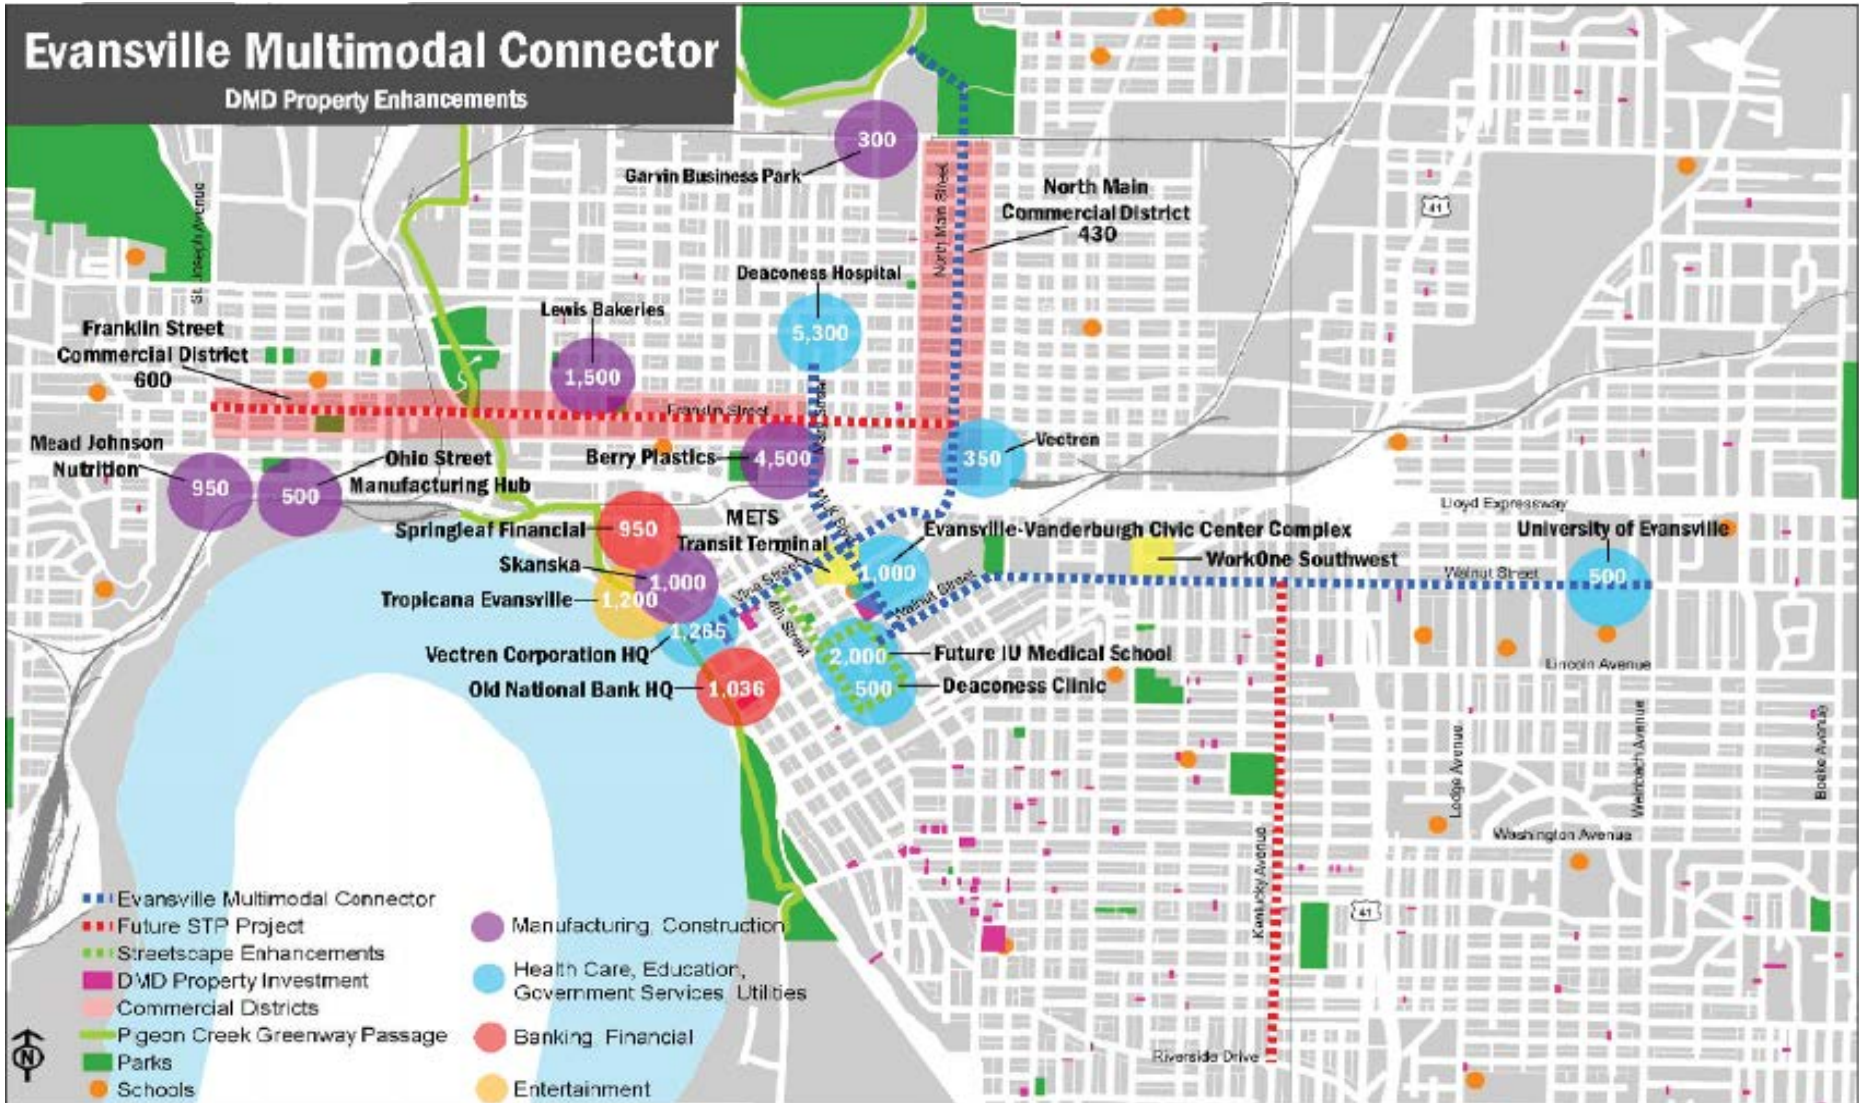 Evansville Multimodal Connector
DMD Property Enhancements
300
Garvin Business Park
North Main Street
North Main
Commercial District
430
41
St. Joseph Avenue
Deaconess Hospital
5,300
Lewis Bakeries
1,500
Franklin Street
Commercial District
600
Franklin Street
Mead Johnson
Nutrition
950
500
Ohio Street
Manufacturing Hub
Berry Plastics
4,500
350
Vectren
Lloyd Expressway
Springleaf Financial
950
METS
Transit Terminal
Evansville-Vanderburgh Civic Center Complex
1,000
WorkOne Southwest
University of Evansville
500
Walnut Street
Skanska
1,000
Tropicana Evansville
1,200
Vine Street
4th Street
Walnut Street
1,265
Vectren Corporation HQ
2,000
Future IU Medical School
500
Deaconess Clinic
Old National Bank HQ
1,036
Lincoln Avenue
Lodge Avenue
Weinbach Avenue
Boeke Avenue
Washington Avenue
Kentucky Avenue
41
Riverside Drive
Evansville Multimodal Connector
Future STP Project
Streetscape Enhancements
DMD Property Investment
Commercial Districts
Pigeon Creek Greenway Passage
Parks
Schools
Manufacturing, Construction
Health Care, Education,
Government Services, Utilities
Banking, Financial
Entertainment
N